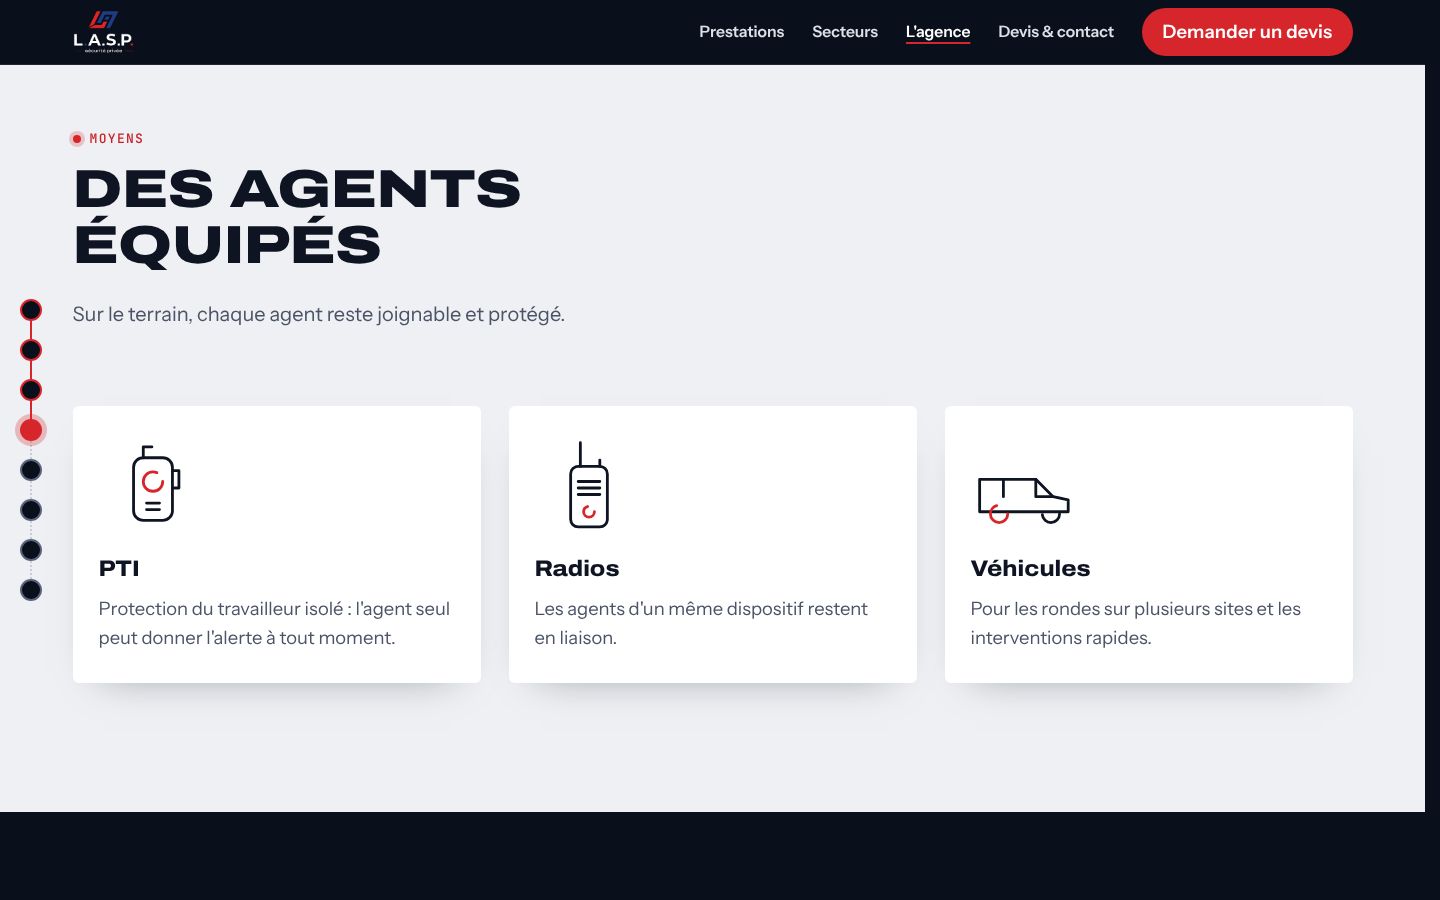 L.A.S.P.
sécurité privée
Prestations
Secteurs
L'agence
Devis & contact
Demander un devis
MOYENS
DES AGENTS
ÉQUIPÉS
Sur le terrain, chaque agent reste joignable et protégé.
PTI
Protection du travailleur isolé : l'agent seul
peut donner l'alerte à tout moment.
Radios
Les agents d'un même dispositif restent
en liaison.
Véhicules
Pour les rondes sur plusieurs sites et les
interventions rapides.